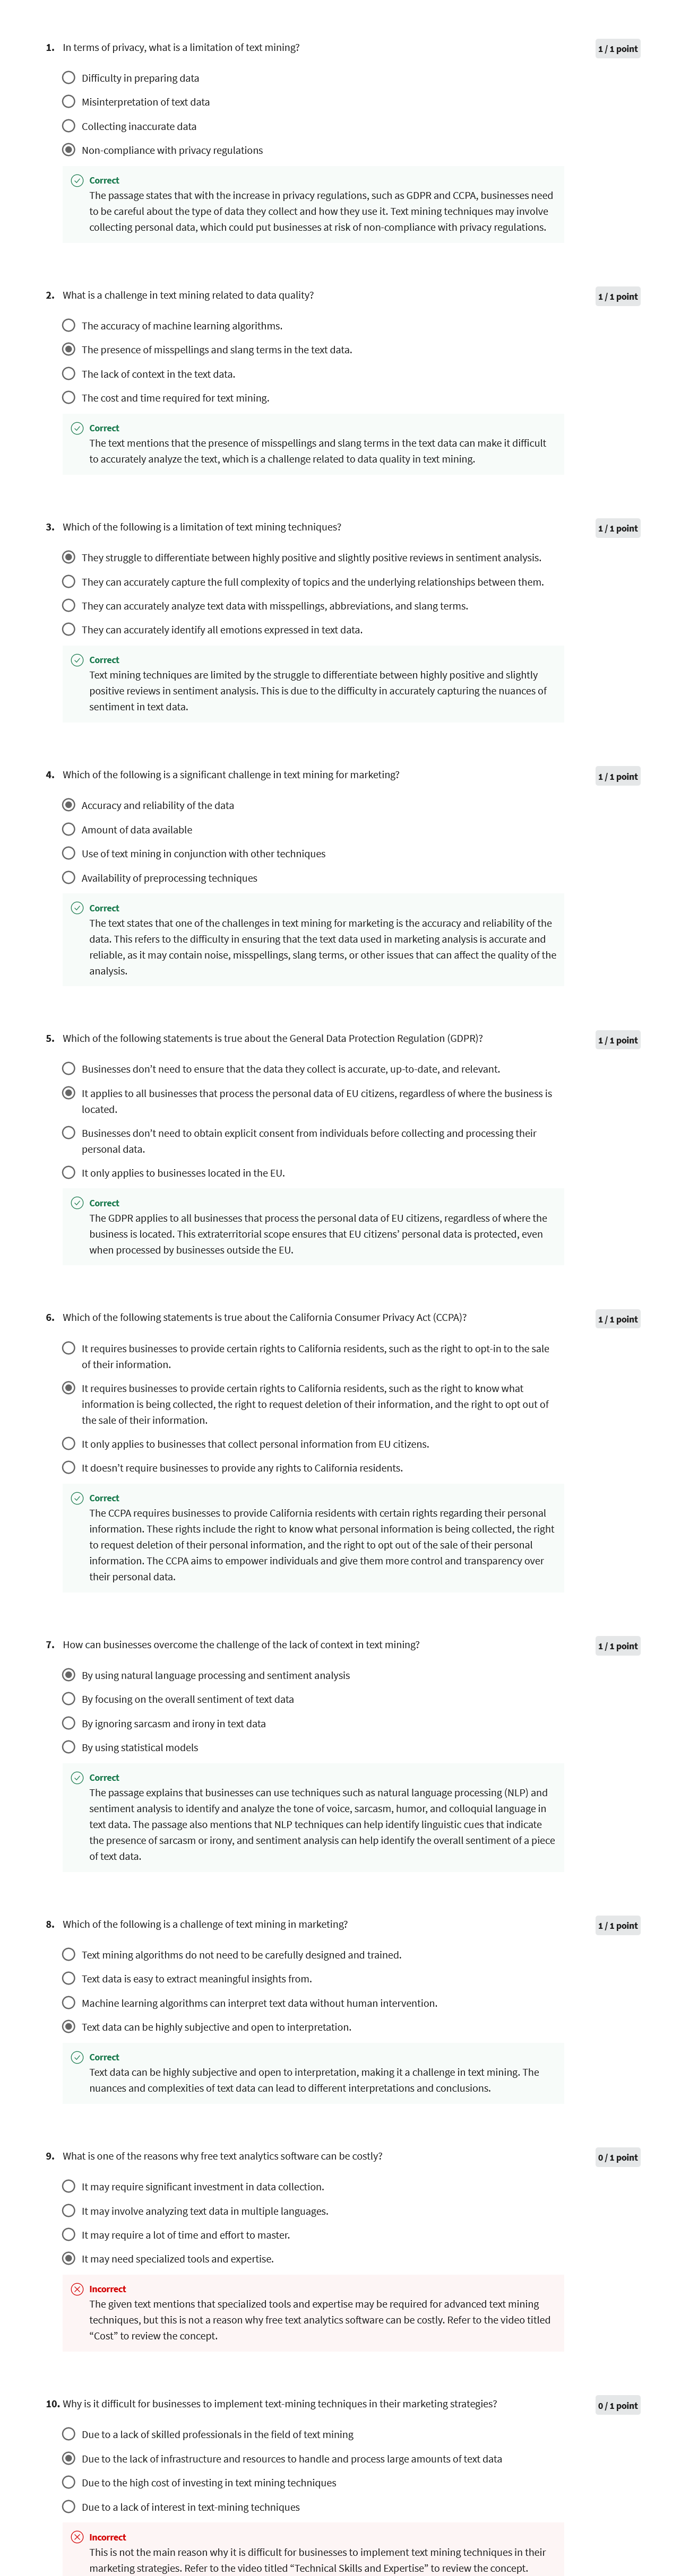 1. In terms of privacy, what is a limitation of text mining?
1 / 1 point
Difficulty in preparing data
Misinterpretation of text data
Collecting inaccurate data
Non-compliance with privacy regulations
Correct
The passage states that with the increase in privacy regulations, such as GDPR and CCPA, businesses need
to be careful about the type of data they collect and how they use it. Text mining techniques may involve
collecting personal data, which could put businesses at risk of non-compliance with privacy regulations.
2. What is a challenge in text mining related to data quality?
1 / 1 point
The accuracy of machine learning algorithms.
The presence of misspellings and slang terms in the text data.
The lack of context in the text data.
The cost and time required for text mining.
Correct
The text mentions that the presence of misspellings and slang terms in the text data can make it difficult
to accurately analyze the text, which is a challenge related to data quality in text mining.
3. Which of the following is a limitation of text mining techniques?
1 / 1 point
They struggle to differentiate between highly positive and slightly positive reviews in sentiment analysis.
They can accurately capture the full complexity of topics and the underlying relationships between them.
They can accurately analyze text data with misspellings, abbreviations, and slang terms.
They can accurately identify all emotions expressed in text data.
Correct
Text mining techniques are limited by the struggle to differentiate between highly positive and slightly
positive reviews in sentiment analysis. This is due to the difficulty in accurately capturing the nuances of
sentiment in text data.
4. Which of the following is a significant challenge in text mining for marketing?
1 / 1 point
Accuracy and reliability of the data
Amount of data available
Use of text mining in conjunction with other techniques
Availability of preprocessing techniques
Correct
The text states that one of the challenges in text mining for marketing is the accuracy and reliability of the
data. This refers to the difficulty in ensuring that the text data used in marketing analysis is accurate and
reliable, as it may contain noise, misspellings, slang terms, or other issues that can affect the quality of the
analysis.
5. Which of the following statements is true about the General Data Protection Regulation (GDPR)?
1 / 1 point
Businesses don't need to ensure that the data they collect is accurate, up-to-date, and relevant.
It applies to all businesses that process the personal data of EU citizens, regardless of where the business is
located.
Businesses don't need to obtain explicit consent from individuals before collecting and processing their
personal data.
It only applies to businesses located in the EU.
Correct
The GDPR applies to all businesses that process the personal data of EU citizens, regardless of where the
business is located. This extraterritorial scope ensures that EU citizens' personal data is protected, even
when processed by businesses outside the EU.
6. Which of the following statements is true about the California Consumer Privacy Act (CCPA)?
1 / 1 point
It requires businesses to provide certain rights to California residents, such as the right to opt-in to the sale
of their information.
It requires businesses to provide certain rights to California residents, such as the right to know what
information is being collected, the right to request deletion of their information, and the right to opt out of
the sale of their information.
It only applies to businesses that collect personal information from EU citizens.
It doesn't require businesses to provide any rights to California residents.
Correct
The CCPA requires businesses to provide California residents with certain rights regarding their personal
information. These rights include the right to know what personal information is being collected, the right
to request deletion of their personal information, and the right to opt out of the sale of their personal
information. The CCPA aims to empower individuals and give them more control and transparency over
their personal data.
7. How can businesses overcome the challenge of the lack of context in text mining?
1 / 1 point
By using natural language processing and sentiment analysis
By focusing on the overall sentiment of text data
By ignoring sarcasm and irony in text data
By using statistical models
Correct
The passage explains that businesses can use techniques such as natural language processing (NLP) and
sentiment analysis to identify and analyze the tone of voice, sarcasm, humor, and colloquial language in
text data. The passage also mentions that NLP techniques can help identify linguistic cues that indicate
the presence of sarcasm or irony, and sentiment analysis can help identify the overall sentiment of a piece
of text data.
8. Which of the following is a challenge of text mining in marketing?
1 / 1 point
Text mining algorithms do not need to be carefully designed and trained.
Text data is easy to extract meaningful insights from.
Machine learning algorithms can interpret text data without human intervention.
Text data can be highly subjective and open to interpretation.
Correct
Text data can be highly subjective and open to interpretation, making it a challenge in text mining. The
nuances and complexities of text data can lead to different interpretations and conclusions.
9. What is one of the reasons why free text analytics software can be costly?
0 / 1 point
It may require significant investment in data collection.
It may involve analyzing text data in multiple languages.
It may require a lot of time and effort to master.
It may need specialized tools and expertise.
Incorrect
The given text mentions that specialized tools and expertise may be required for advanced text mining
techniques, but this is not a reason why free text analytics software can be costly. Refer to the video titled
“Cost” to review the concept.
10. Why is it difficult for businesses to implement text-mining techniques in their marketing strategies?
0 / 1 point
Due to a lack of skilled professionals in the field of text mining
Due to the lack of infrastructure and resources to handle and process large amounts of text data
Due to the high cost of investing in text mining techniques
Due to a lack of interest in text-mining techniques
Incorrect
This is not the main reason why it is difficult for businesses to implement text mining techniques in their
marketing strategies. Refer to the video titled “Technical Skills and Expertise” to review the concept.